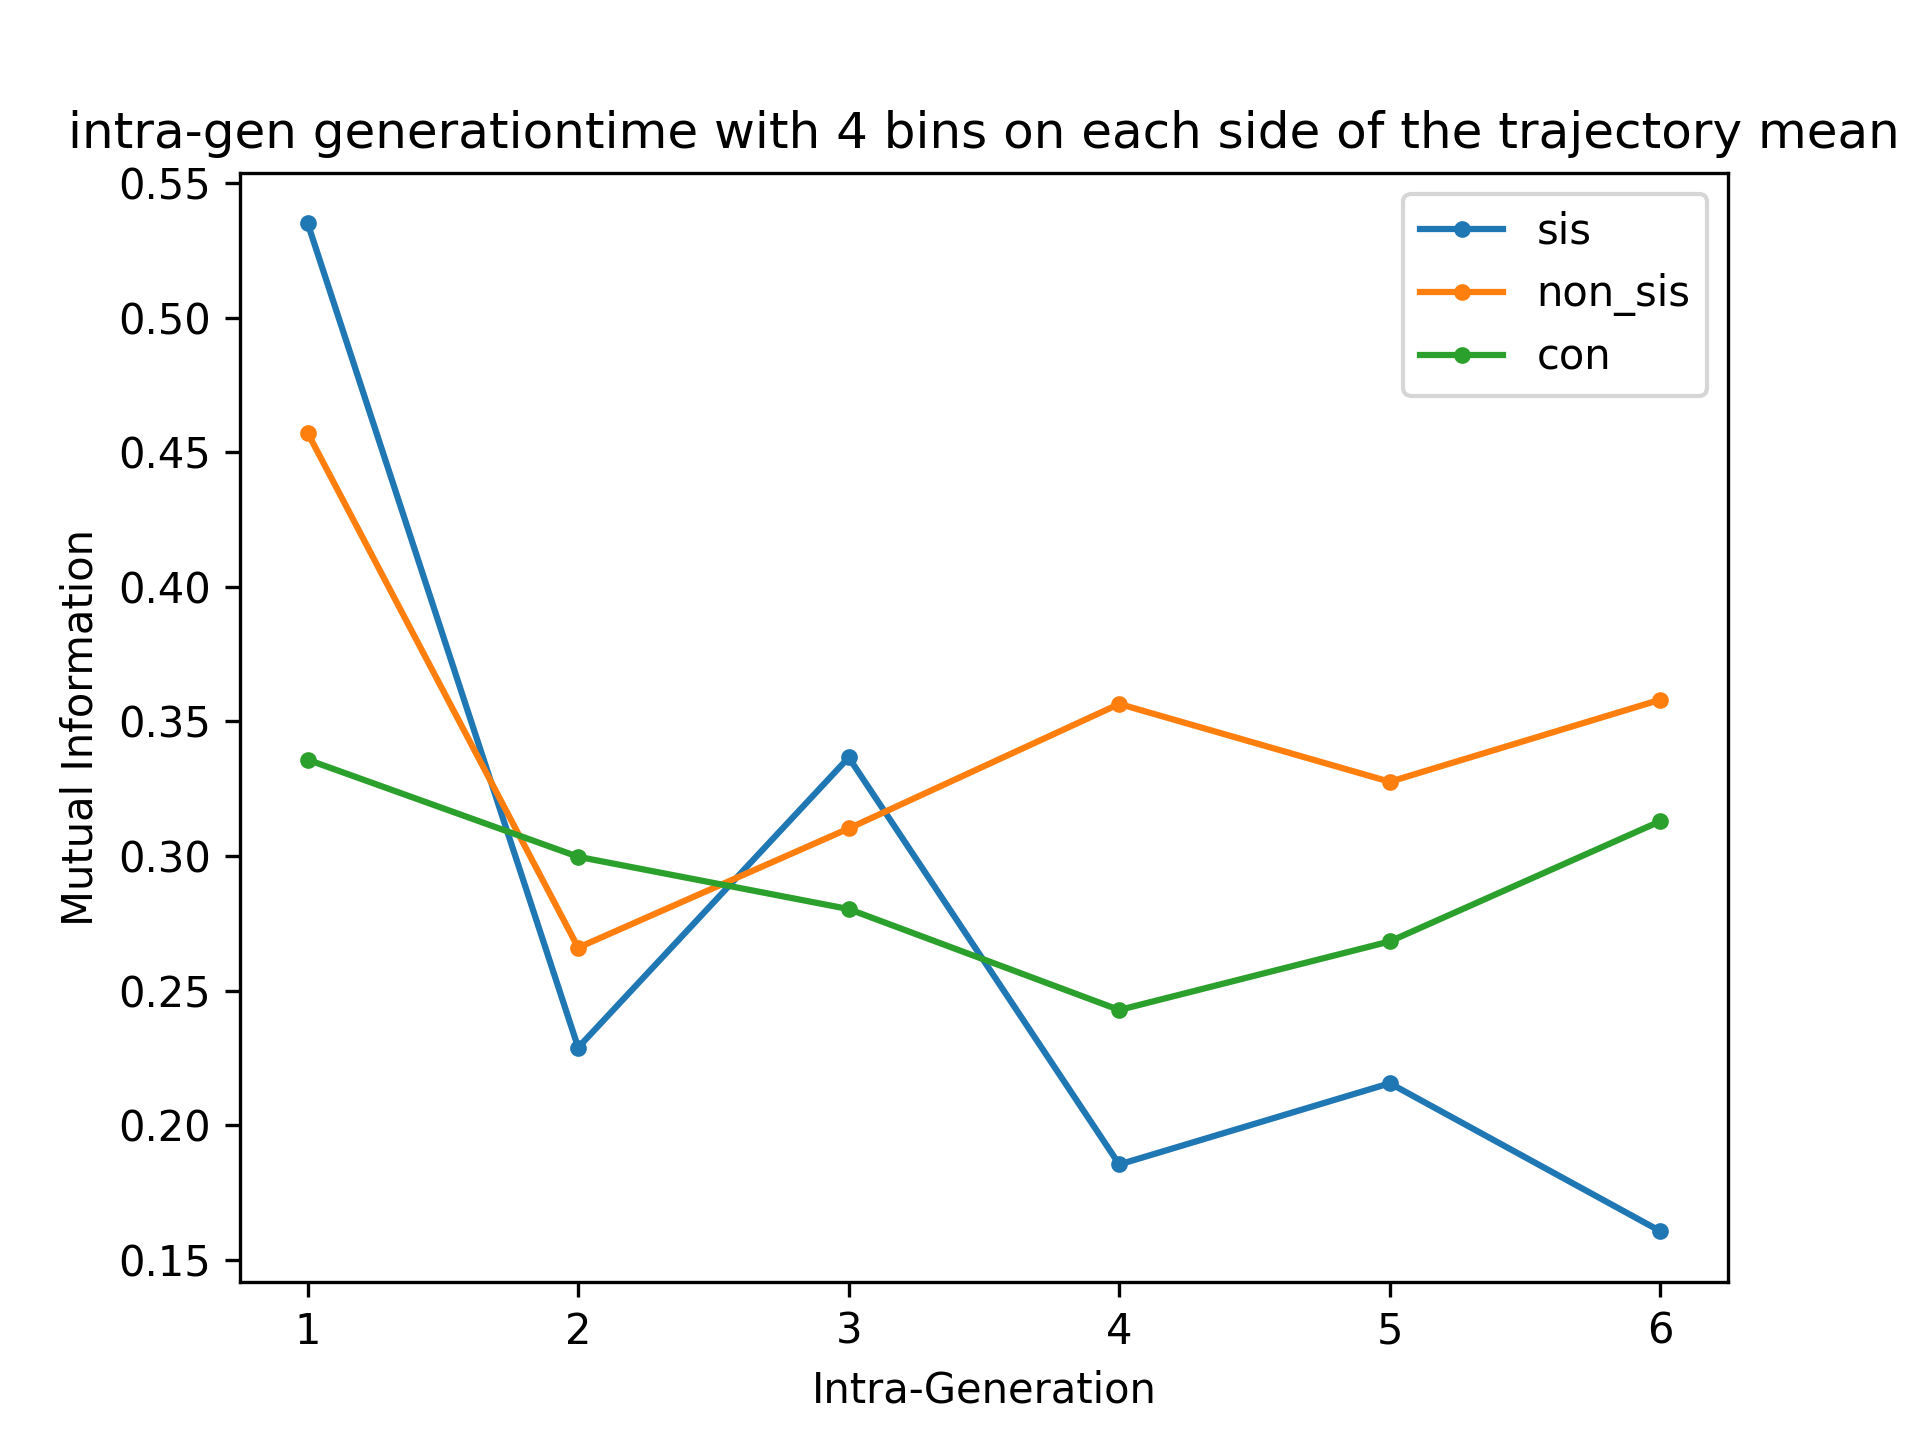 intra-gen generationtime with 4 bins on each side of the trajectory mean
0.55
0.50
0.45
0.40
0.35
0.30
0.25
0.20
0.15
Mutual Information
sis
non_sis
con
1 2 3 4 5 6
Intra-Generation